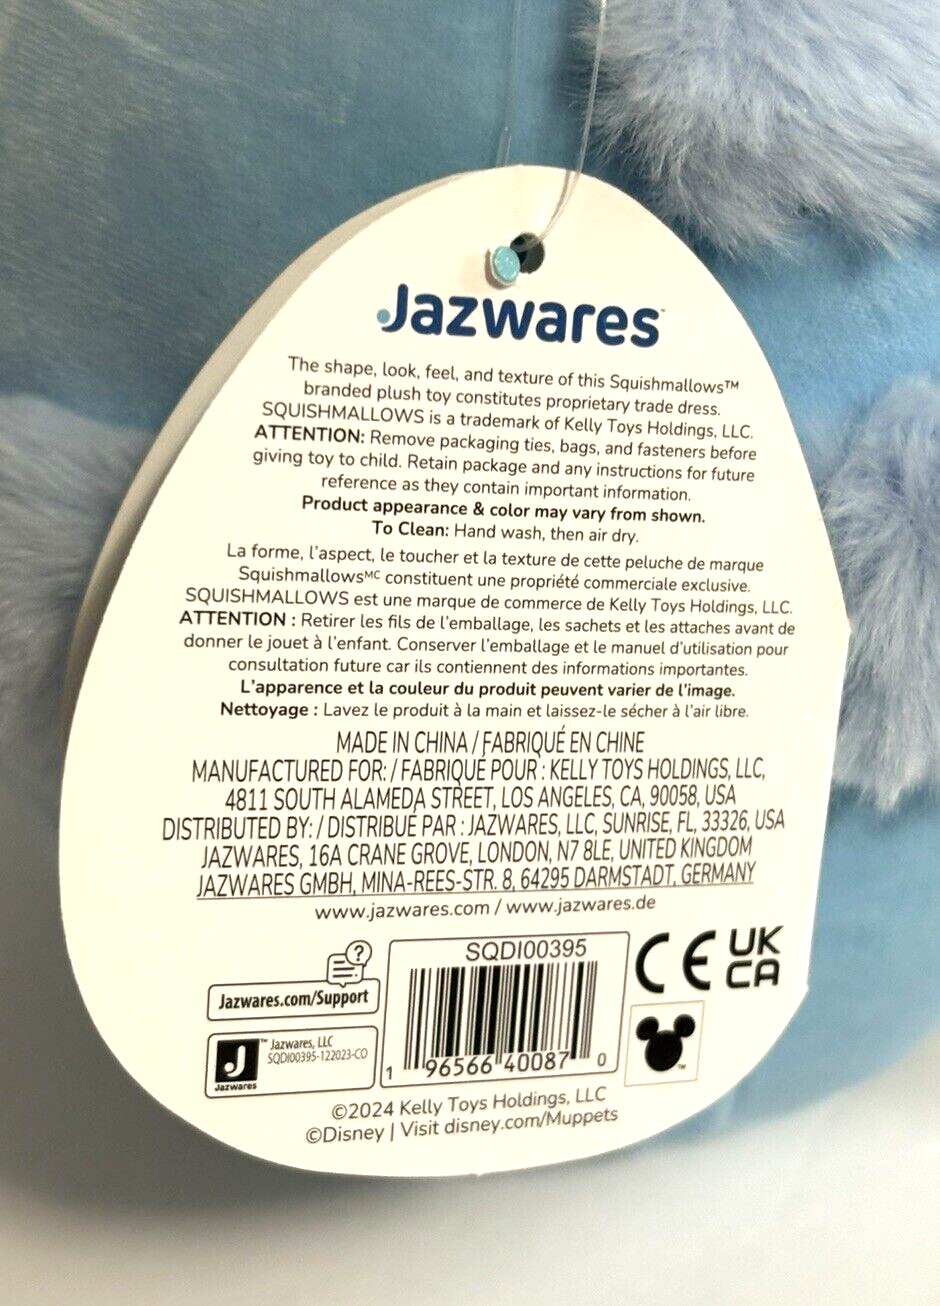 Jazwares™
The shape, look, feel, and texture of this Squishmallows™
branded plush toy constitutes proprietary trade dress.
SQUISHMALLOWS is a trademark of Kelly Toys Holdings, LLC.
ATTENTION: Remove packaging ties, bags, and fasteners before
giving toy to child. Retain package and any instructions for future
reference as they contain important information.
Product appearance & color may vary from shown.
To Clean: Hand wash, then air dry.
La forme, l'aspect, le toucher et la texture de cette peluche de marque
Squishmallowsᴹᶜ constituent une propriété commerciale exclusive.
SQUISHMALLOWS est une marque de commerce de Kelly Toys Holdings, LLC.
ATTENTION : Retirer les fils de l'emballage, les sachets et les attaches avant de
donner le jouet à l'enfant. Conserver l'emballage et le manuel d'utilisation pour
consultation future car ils contiennent des informations importantes.
L'apparence et la couleur du produit peuvent varier de l'image.
Nettoyage : Lavez le produit à la main et laissez-le sécher à l'air libre.
MADE IN CHINA / FABRIQUÉ EN CHINE
MANUFACTURED FOR: / FABRIQUÉ POUR : KELLY TOYS HOLDINGS, LLC,
4811 SOUTH ALAMEDA STREET, LOS ANGELES, CA, 90058, USA
DISTRIBUTED BY: / DISTRIBUÉ PAR : JAZWARES, LLC, SUNRISE, FL, 33326, USA
JAZWARES, 16A CRANE GROVE, LONDON, N7 8LE, UNITED KINGDOM
JAZWARES GMBH, MINA-REES-STR. 8, 64295 DARMSTADT, GERMANY
www.jazwares.com / www.jazwares.de
?
Jazwares.com/Support
SQDI00395
CE UK
CA
J™ Jazwares, LLC
SQDI00395-122023-CO
Jazwares
1 96566 40087 0
™
©2024 Kelly Toys Holdings, LLC
©Disney | Visit disney.com/Muppets